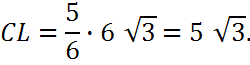 CL = 5/6 · 6 √3 = 5 √3.